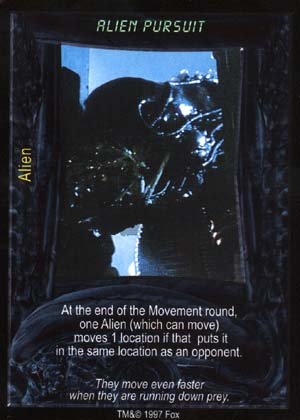 ALIEN PURSUIT
Alien
At the end of the Movement round,
one Alien (which can move)
moves 1 location if that puts it
in the same location as an opponent.
They move even faster
when they are running down prey.
TM&© 1997 Fox